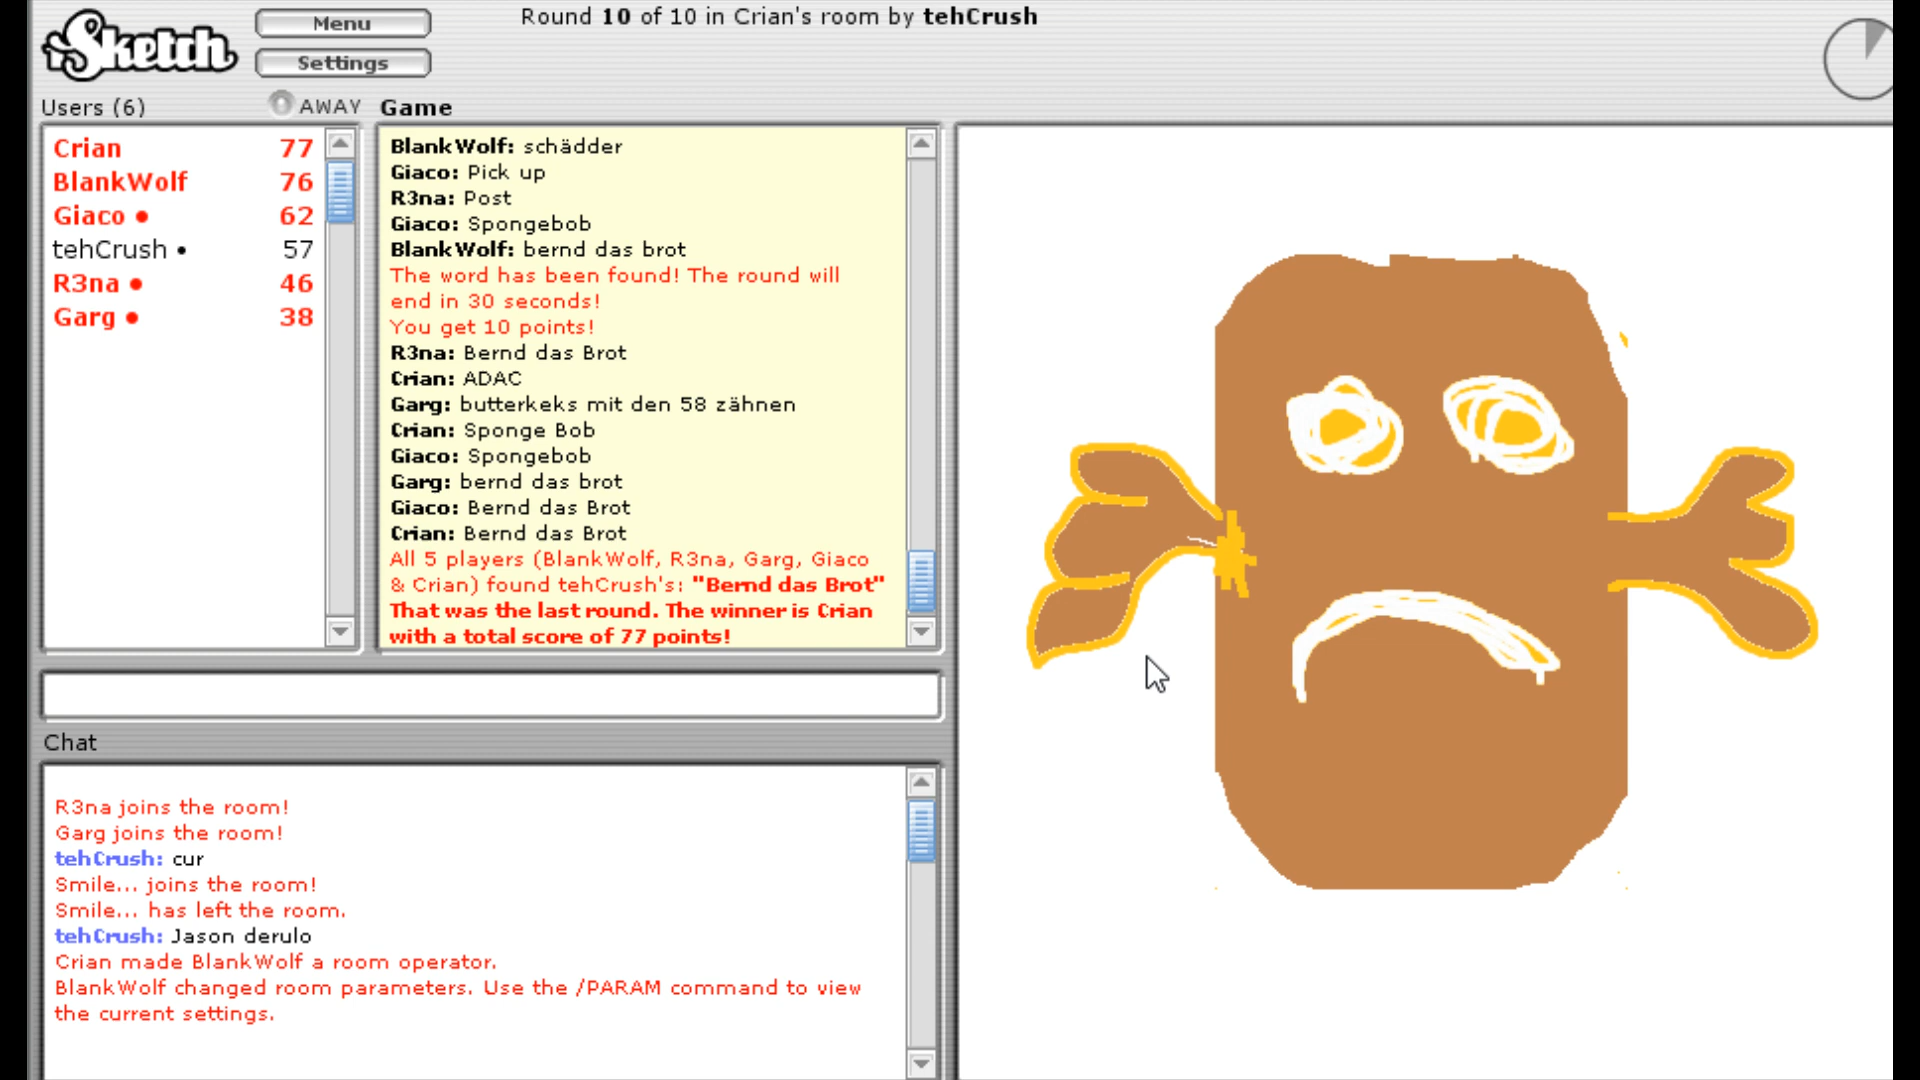 iSketch
Menu
Settings
Round 10 of 10 in Crian's room by tehCrush
Users (6)
AWAY
Crian 77
BlankWolf 76
Giaco • 62
tehCrush • 57
R3na • 46
Garg • 38
Game
BlankWolf: schädder
Giaco: Pick up
R3na: Post
Giaco: Spongebob
BlankWolf: bernd das brot
The word has been found! The round will
end in 30 seconds!
You get 10 points!
R3na: Bernd das Brot
Crian: ADAC
Garg: butterkeks mit den 58 zähnen
Crian: Sponge Bob
Giaco: Spongebob
Garg: bernd das brot
Giaco: Bernd das Brot
Crian: Bernd das Brot
All 5 players (BlankWolf, R3na, Garg, Giaco
& Crian) found tehCrush's: "Bernd das Brot"
That was the last round. The winner is Crian
with a total score of 77 points!
Chat
R3na joins the room!
Garg joins the room!
tehCrush: cur
Smile... joins the room!
Smile... has left the room.
tehCrush: Jason derulo
Crian made BlankWolf a room operator.
BlankWolf changed room parameters. Use the /PARAM command to view
the current settings.